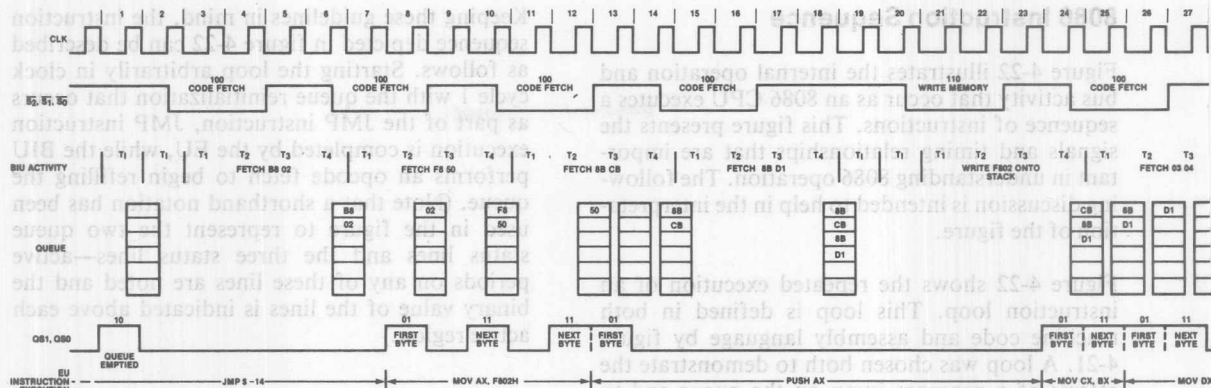 1 2 3 4 5 6 7 8 9 10 11 12 13 14 15 16 17 18 19 20 21 22 23 24 25 26 27
CLK
8086 Instruction Sequence
Figure 4-22 illustrates the internal operation and
bus activity that occur as an 8086 CPU executes a
sequence of instructions. This figure presents the
signals and timing relationships that are impor-
tant in understanding 8086 operation. The follow-
ing discussion is intended to help in the interpreta-
tion of the figure.
Figure 4-22 shows the repeated execution of an
instruction loop. This loop is defined in both
code and assembly language by figure
4-21. A loop was chosen both to demonstrate the
Keeping these guidelines in mind, the instruction
sequence depicted in figure 4-22 can be described
as follows. Starting the loop arbitrarily in clock
cycle 1 with the queue reinitialization that occurs
as part of the JMP instruction, JMP instruction
execution is completed by the EU, while the BIU
performs an opcode fetch to begin refilling the
queue. (Note that a shorthand notation has been
used in the figure to represent the two queue
status lines and the three status lines—active
periods on any of these lines are noted and the
binary value of the lines is indicated above each
S2, S1, S0
100 100 100 100 110 100
CODE FETCH CODE FETCH CODE FETCH CODE FETCH WRITE MEMORY CODE FETCH
BIU ACTIVITY
T1 T1 T1 T2 T3 T4 T1 T2 T3 T4 T1 T2 T3 T4 T1 T2 T3 T4 T1 T1 T2 T3 T4 T1 T2 T3
FETCH B8 02 FETCH F8 50 FETCH 8B CB FETCH 8B D1 WRITE F802 ONTO STACK FETCH 03 04
QUEUE
B8 02 F8 50 8B 8B CB 8B D1
02 50 CB CB 8B D1
8B D1
D1
QS1, QS0
10 01 11 11 01 01 11 01 11
QUEUE EMPTIED
FIRST BYTE NEXT BYTE NEXT BYTE FIRST BYTE FIRST BYTE NEXT BYTE FIRST BYTE NEXT BYTE
EU
INSTRUCTION
JMP $ -14 MOV AX, F802H PUSH AX MOV CX, BX MOV D